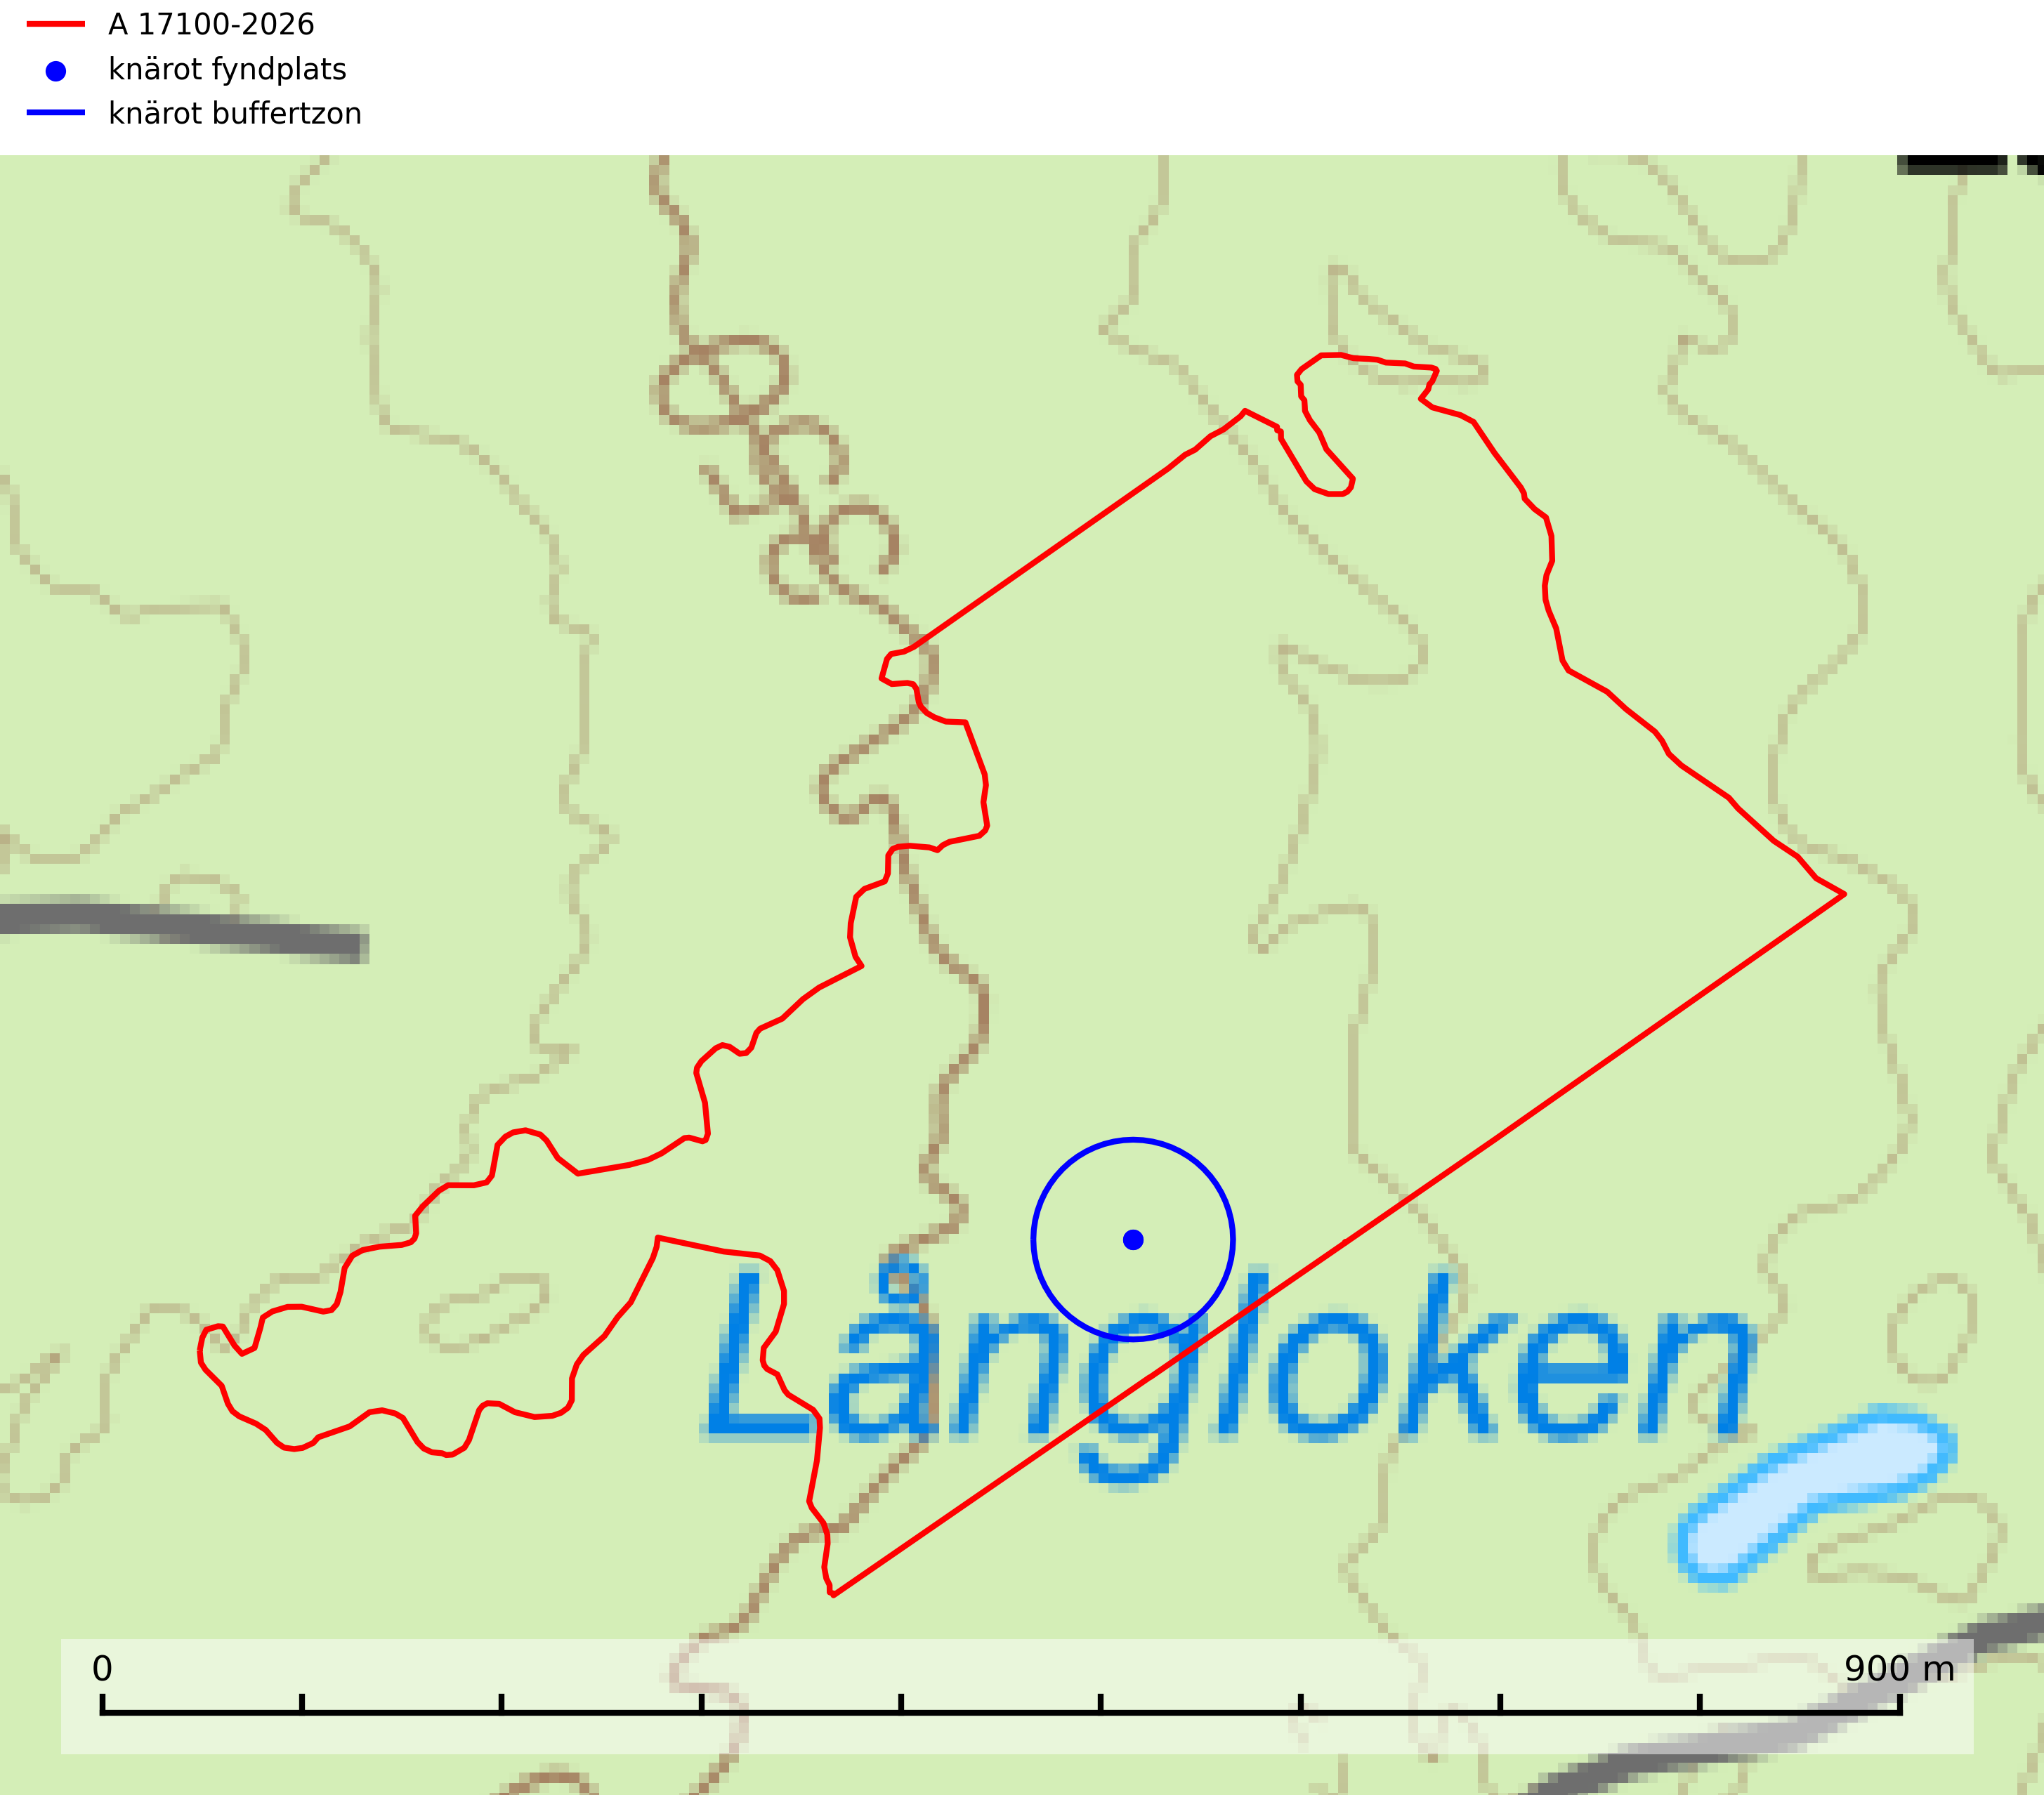 A 17100-2026
knärot fyndplats
knärot buffertzon
Långloken
0
900 m